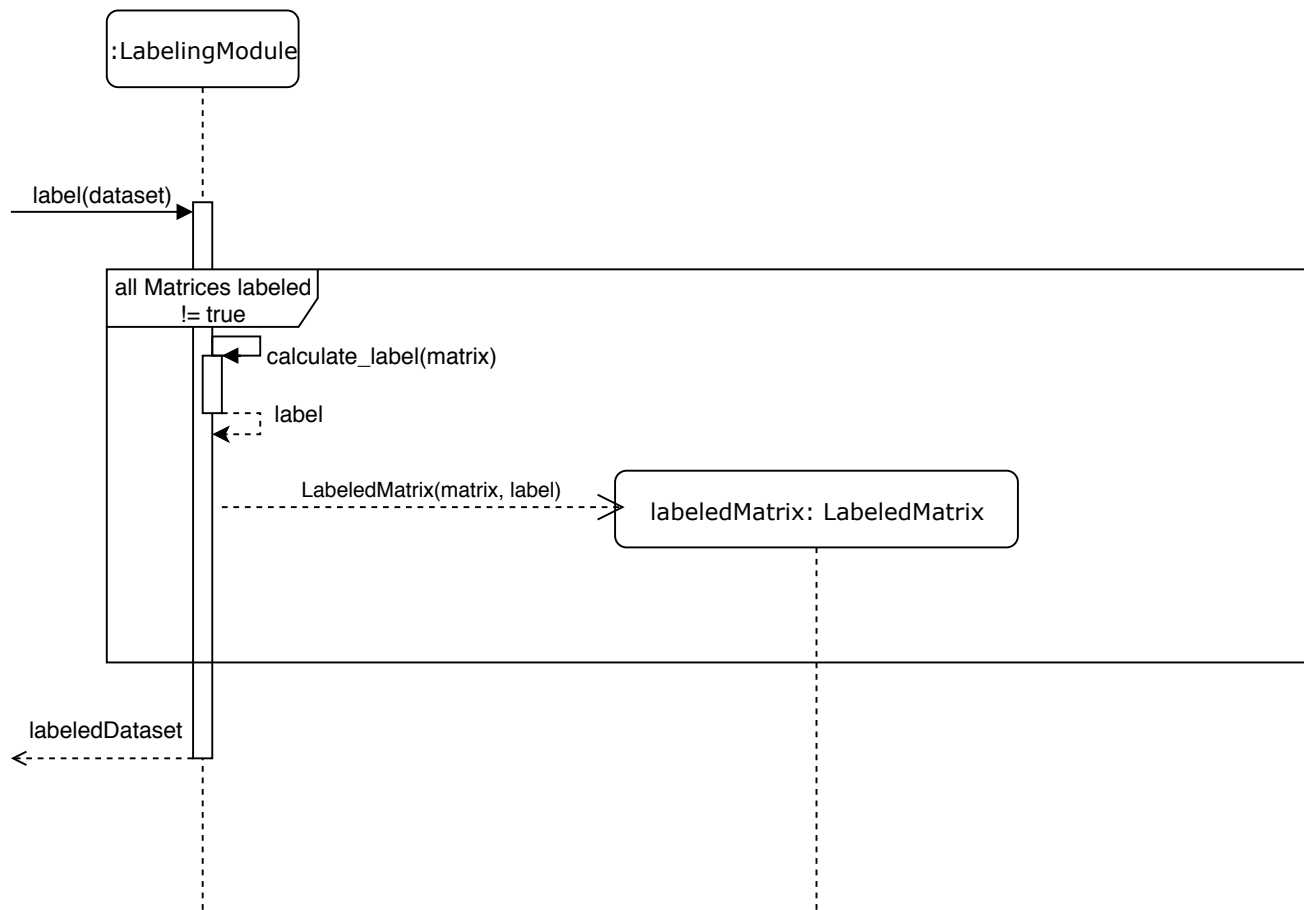 :LabelingModule
label(dataset)
all Matrices labeled
!= true
calculate_label(matrix)
label
LabeledMatrix(matrix, label)
labeledMatrix: LabeledMatrix
labeledDataset